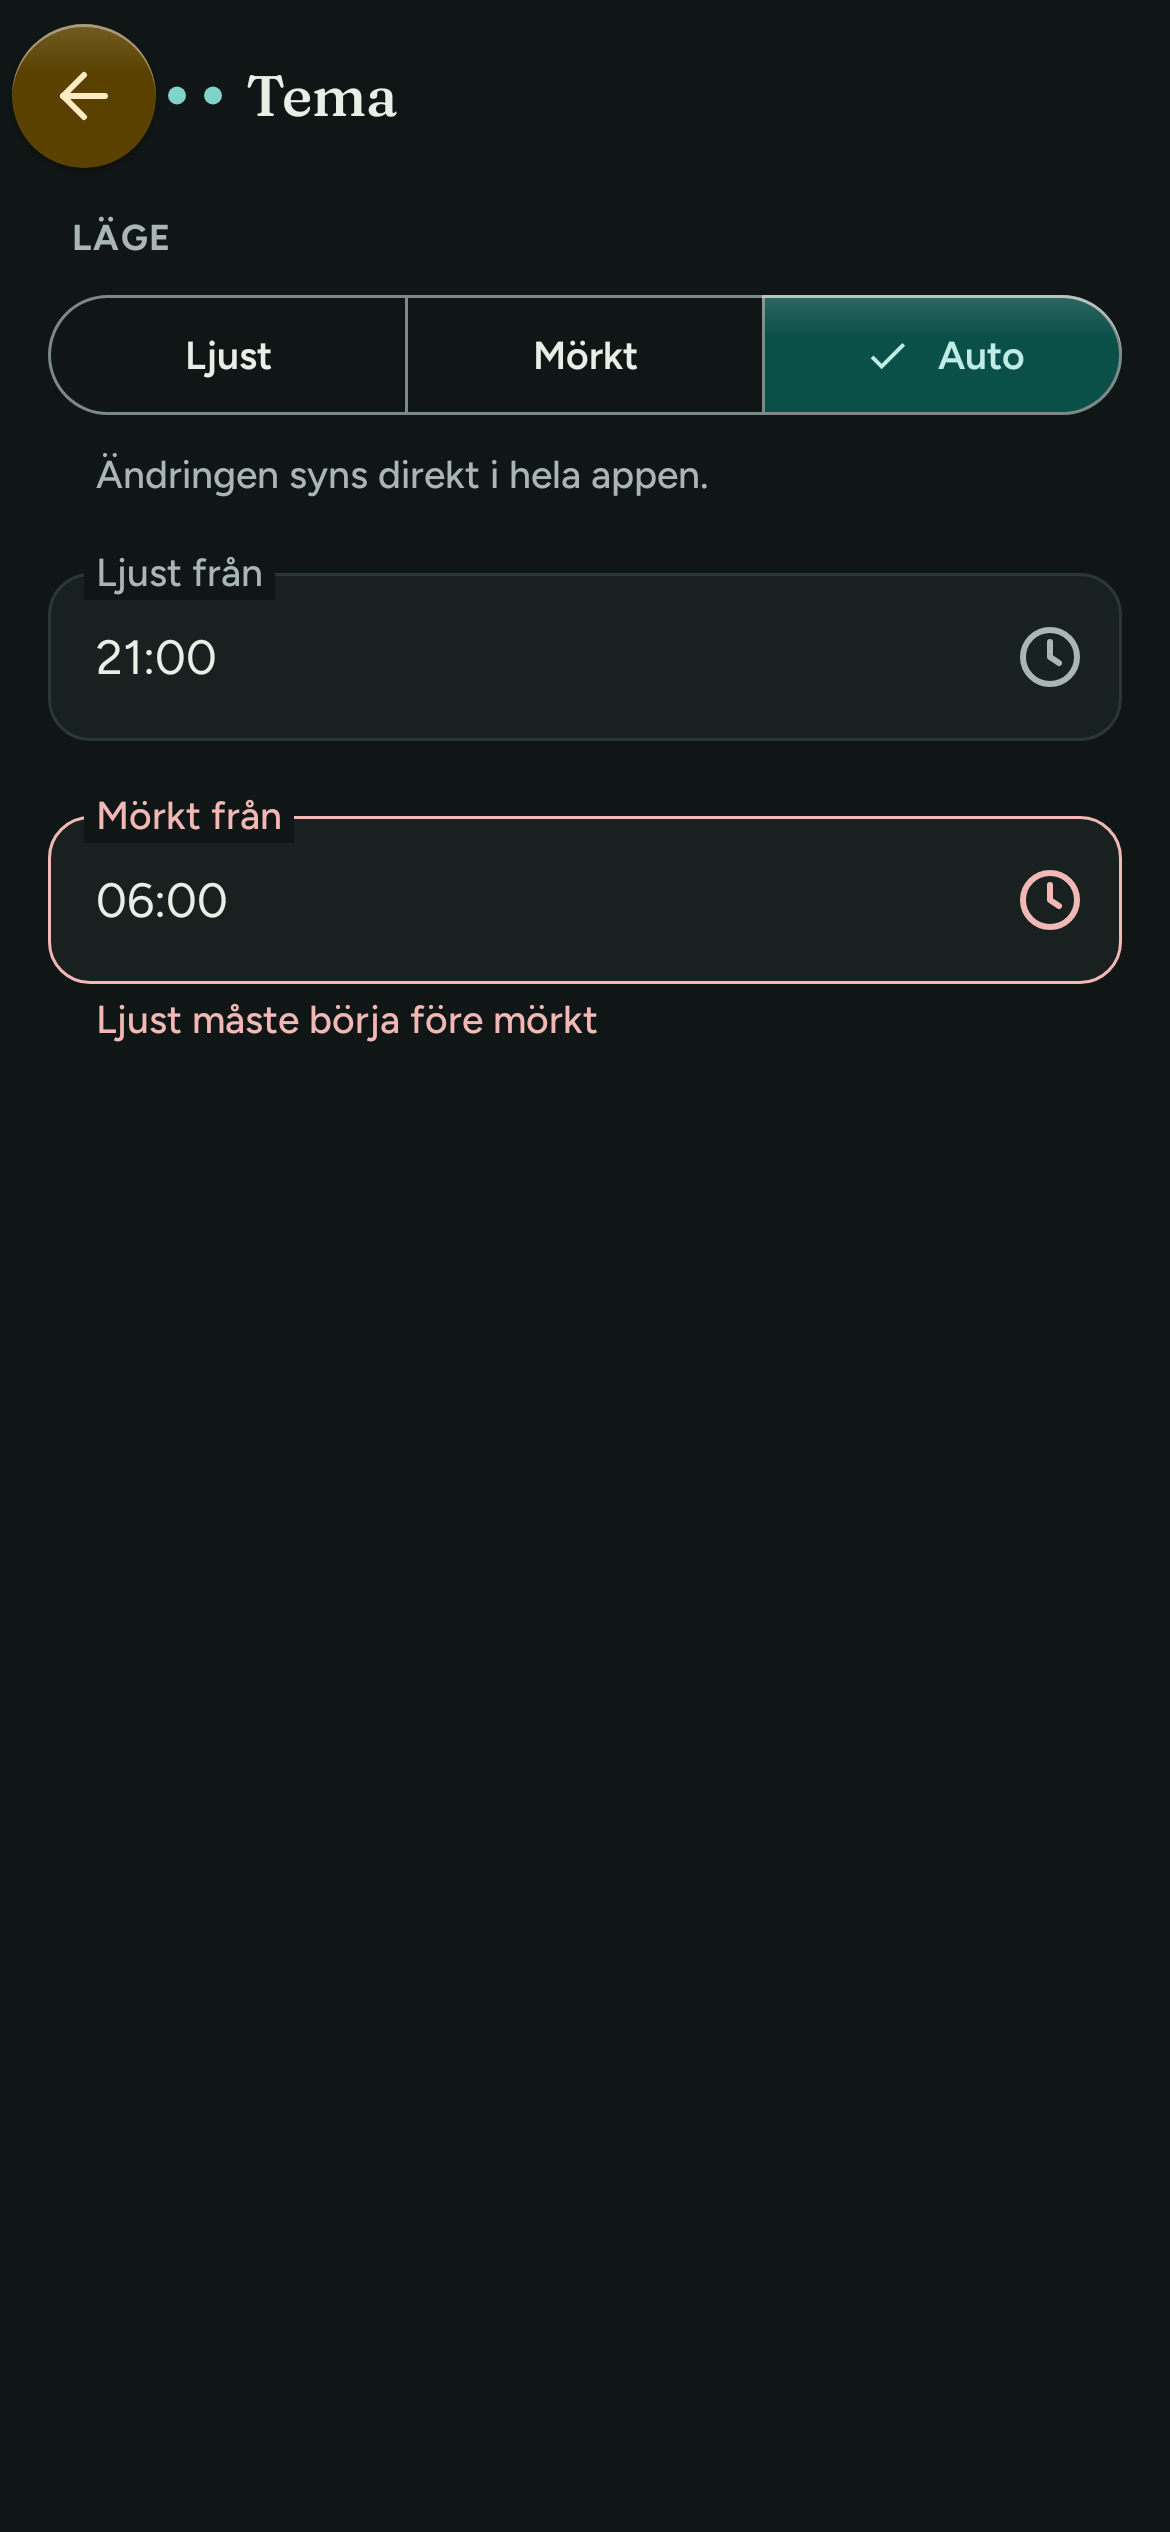 Tema
LÄGE
Ljust
Mörkt
Auto
Ändringen syns direkt i hela appen.
Ljust från
21:00
Mörkt från
06:00
Ljust måste börja före mörkt